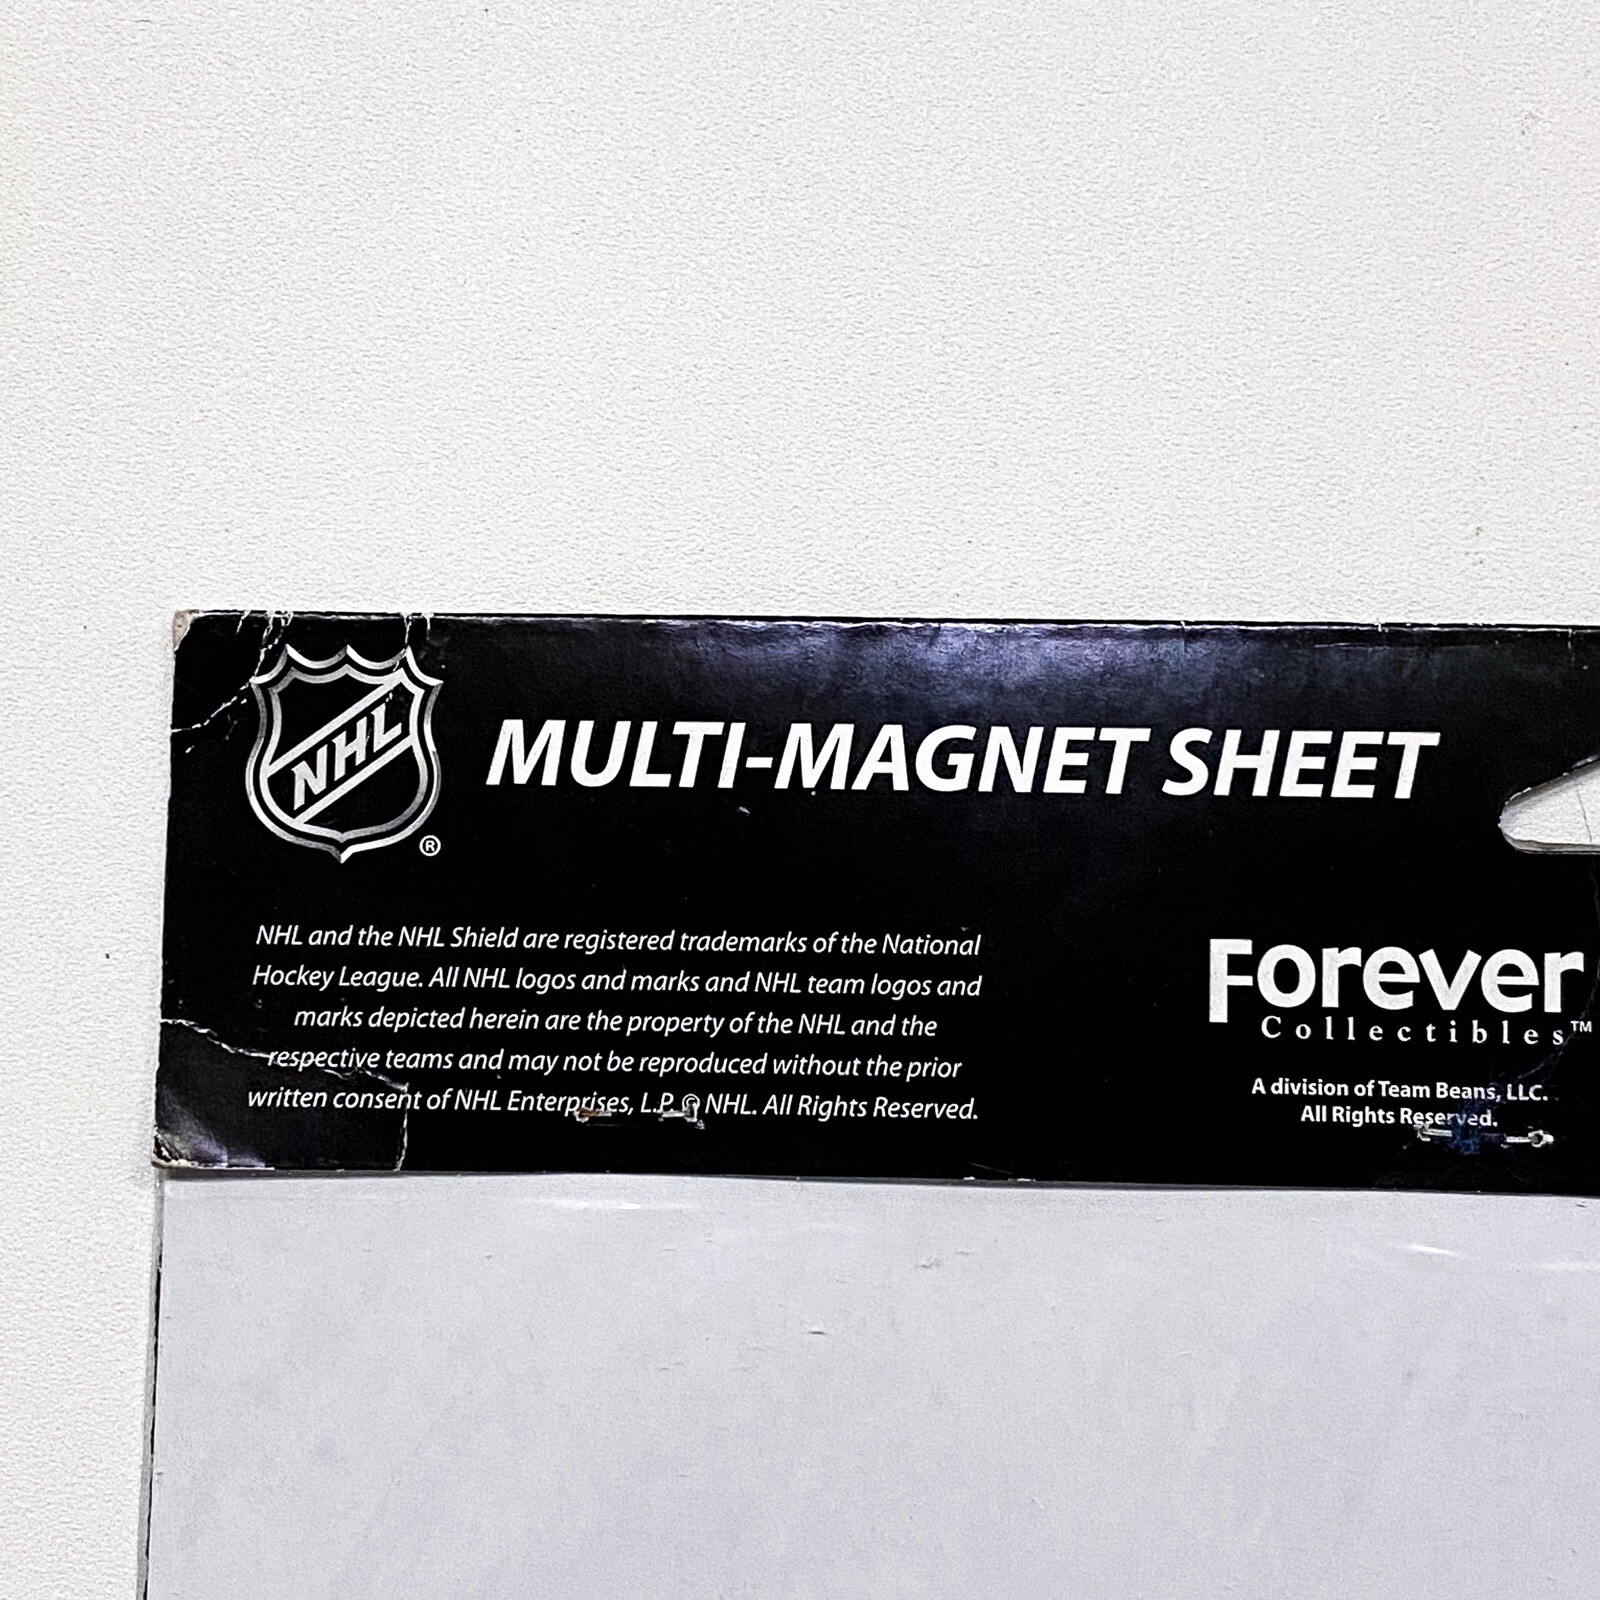 NHL
®
MULTI-MAGNET SHEET
NHL and the NHL Shield are registered trademarks of the National
Hockey League. All NHL logos and marks and NHL team logos and
marks depicted herein are the property of the NHL and the
respective teams and may not be reproduced without the prior
written consent of NHL Enterprises, L.P. © NHL. All Rights Reserved.
Forever
Collectibles™
A division of Team Beans, LLC.
All Rights Reserved.